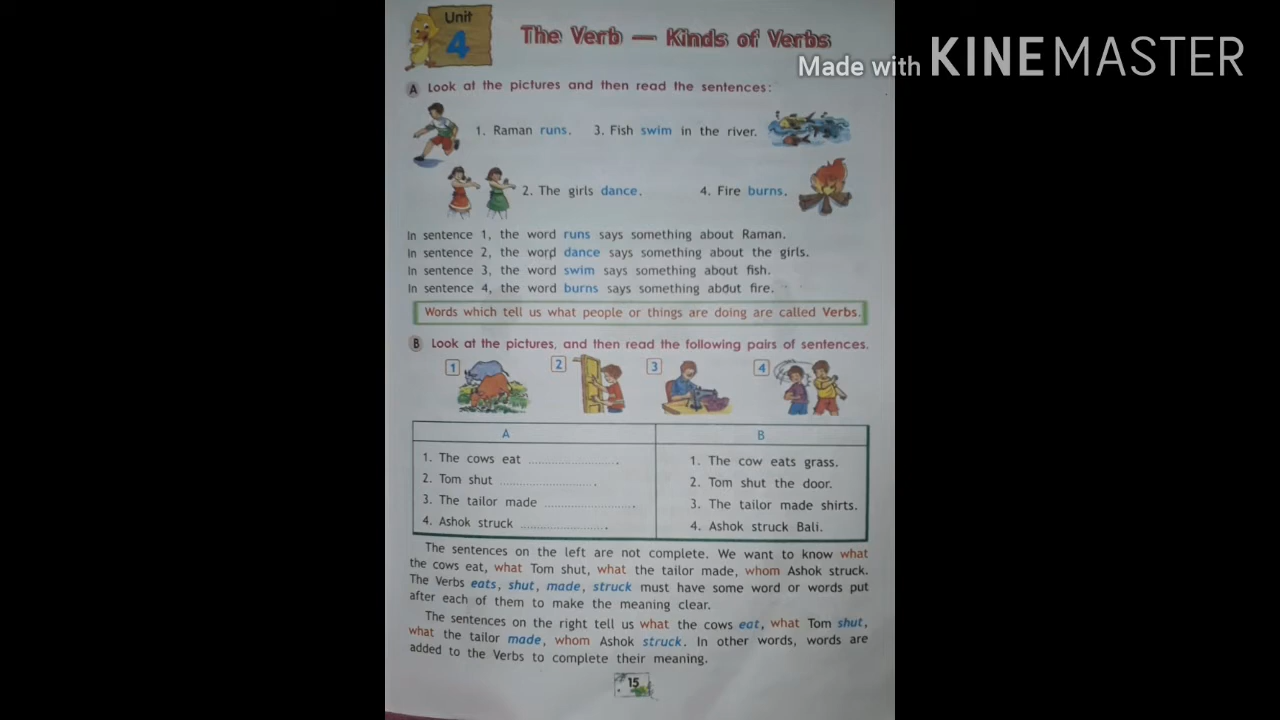 Unit
4
The Verb — Kinds of Verbs
Made with KINEMASTER
A Look at the pictures and then read the sentences:
1. Raman runs. 3. Fish swim in the river.
2. The girls dance. 4. Fire burns.
In sentence 1, the word runs says something about Raman.
In sentence 2, the word dance says something about the girls.
In sentence 3, the word swim says something about fish.
In sentence 4, the word burns says something about fire.
Words which tell us what people or things are doing are called Verbs.
B Look at the pictures, and then read the following pairs of sentences.
1 2 3 4
A B
1. The cows eat ........................ . 1. The cow eats grass.
2. Tom shut ........................ . 2. Tom shut the door.
3. The tailor made ........................ . 3. The tailor made shirts.
4. Ashok struck ........................ . 4. Ashok struck Bali.
The sentences on the left are not complete. We want to know what
the cows eat, what Tom shut, what the tailor made, whom Ashok struck.
The Verbs eats, shut, made, struck must have some word or words put
after each of them to make the meaning clear.
The sentences on the right tell us what the cows eat, what Tom shut,
what the tailor made, whom Ashok struck. In other words, words are
added to the Verbs to complete their meaning.
15